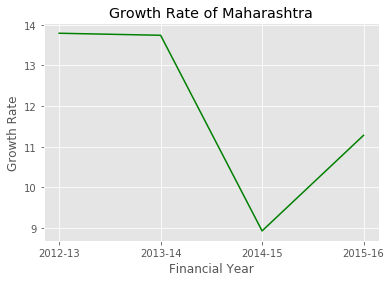 Growth Rate of Maharashtra
14
13
12
11
10
9
Growth Rate
2012-13 2013-14 2014-15 2015-16
Financial Year